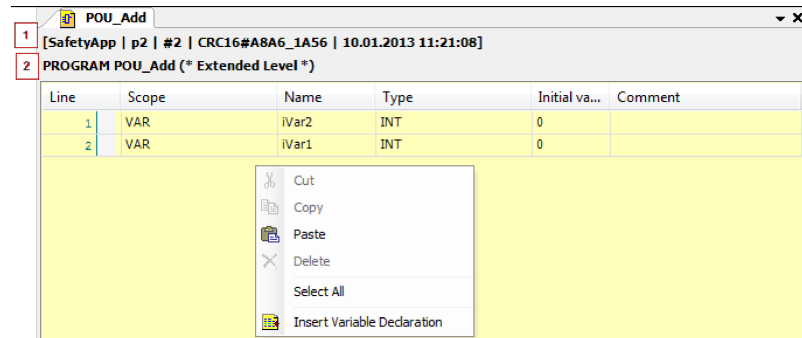 POU_Add
1
[SafetyApp | p2 | #2 | CRC16#A8A6_1A56 | 10.01.2013 11:21:08]
2
PROGRAM POU_Add (* Extended Level *)
Line Scope Name Type Initial va... Comment
1 VAR iVar2 INT 0
2 VAR iVar1 INT 0
Cut
Copy
Paste
Delete
Select All
Insert Variable Declaration